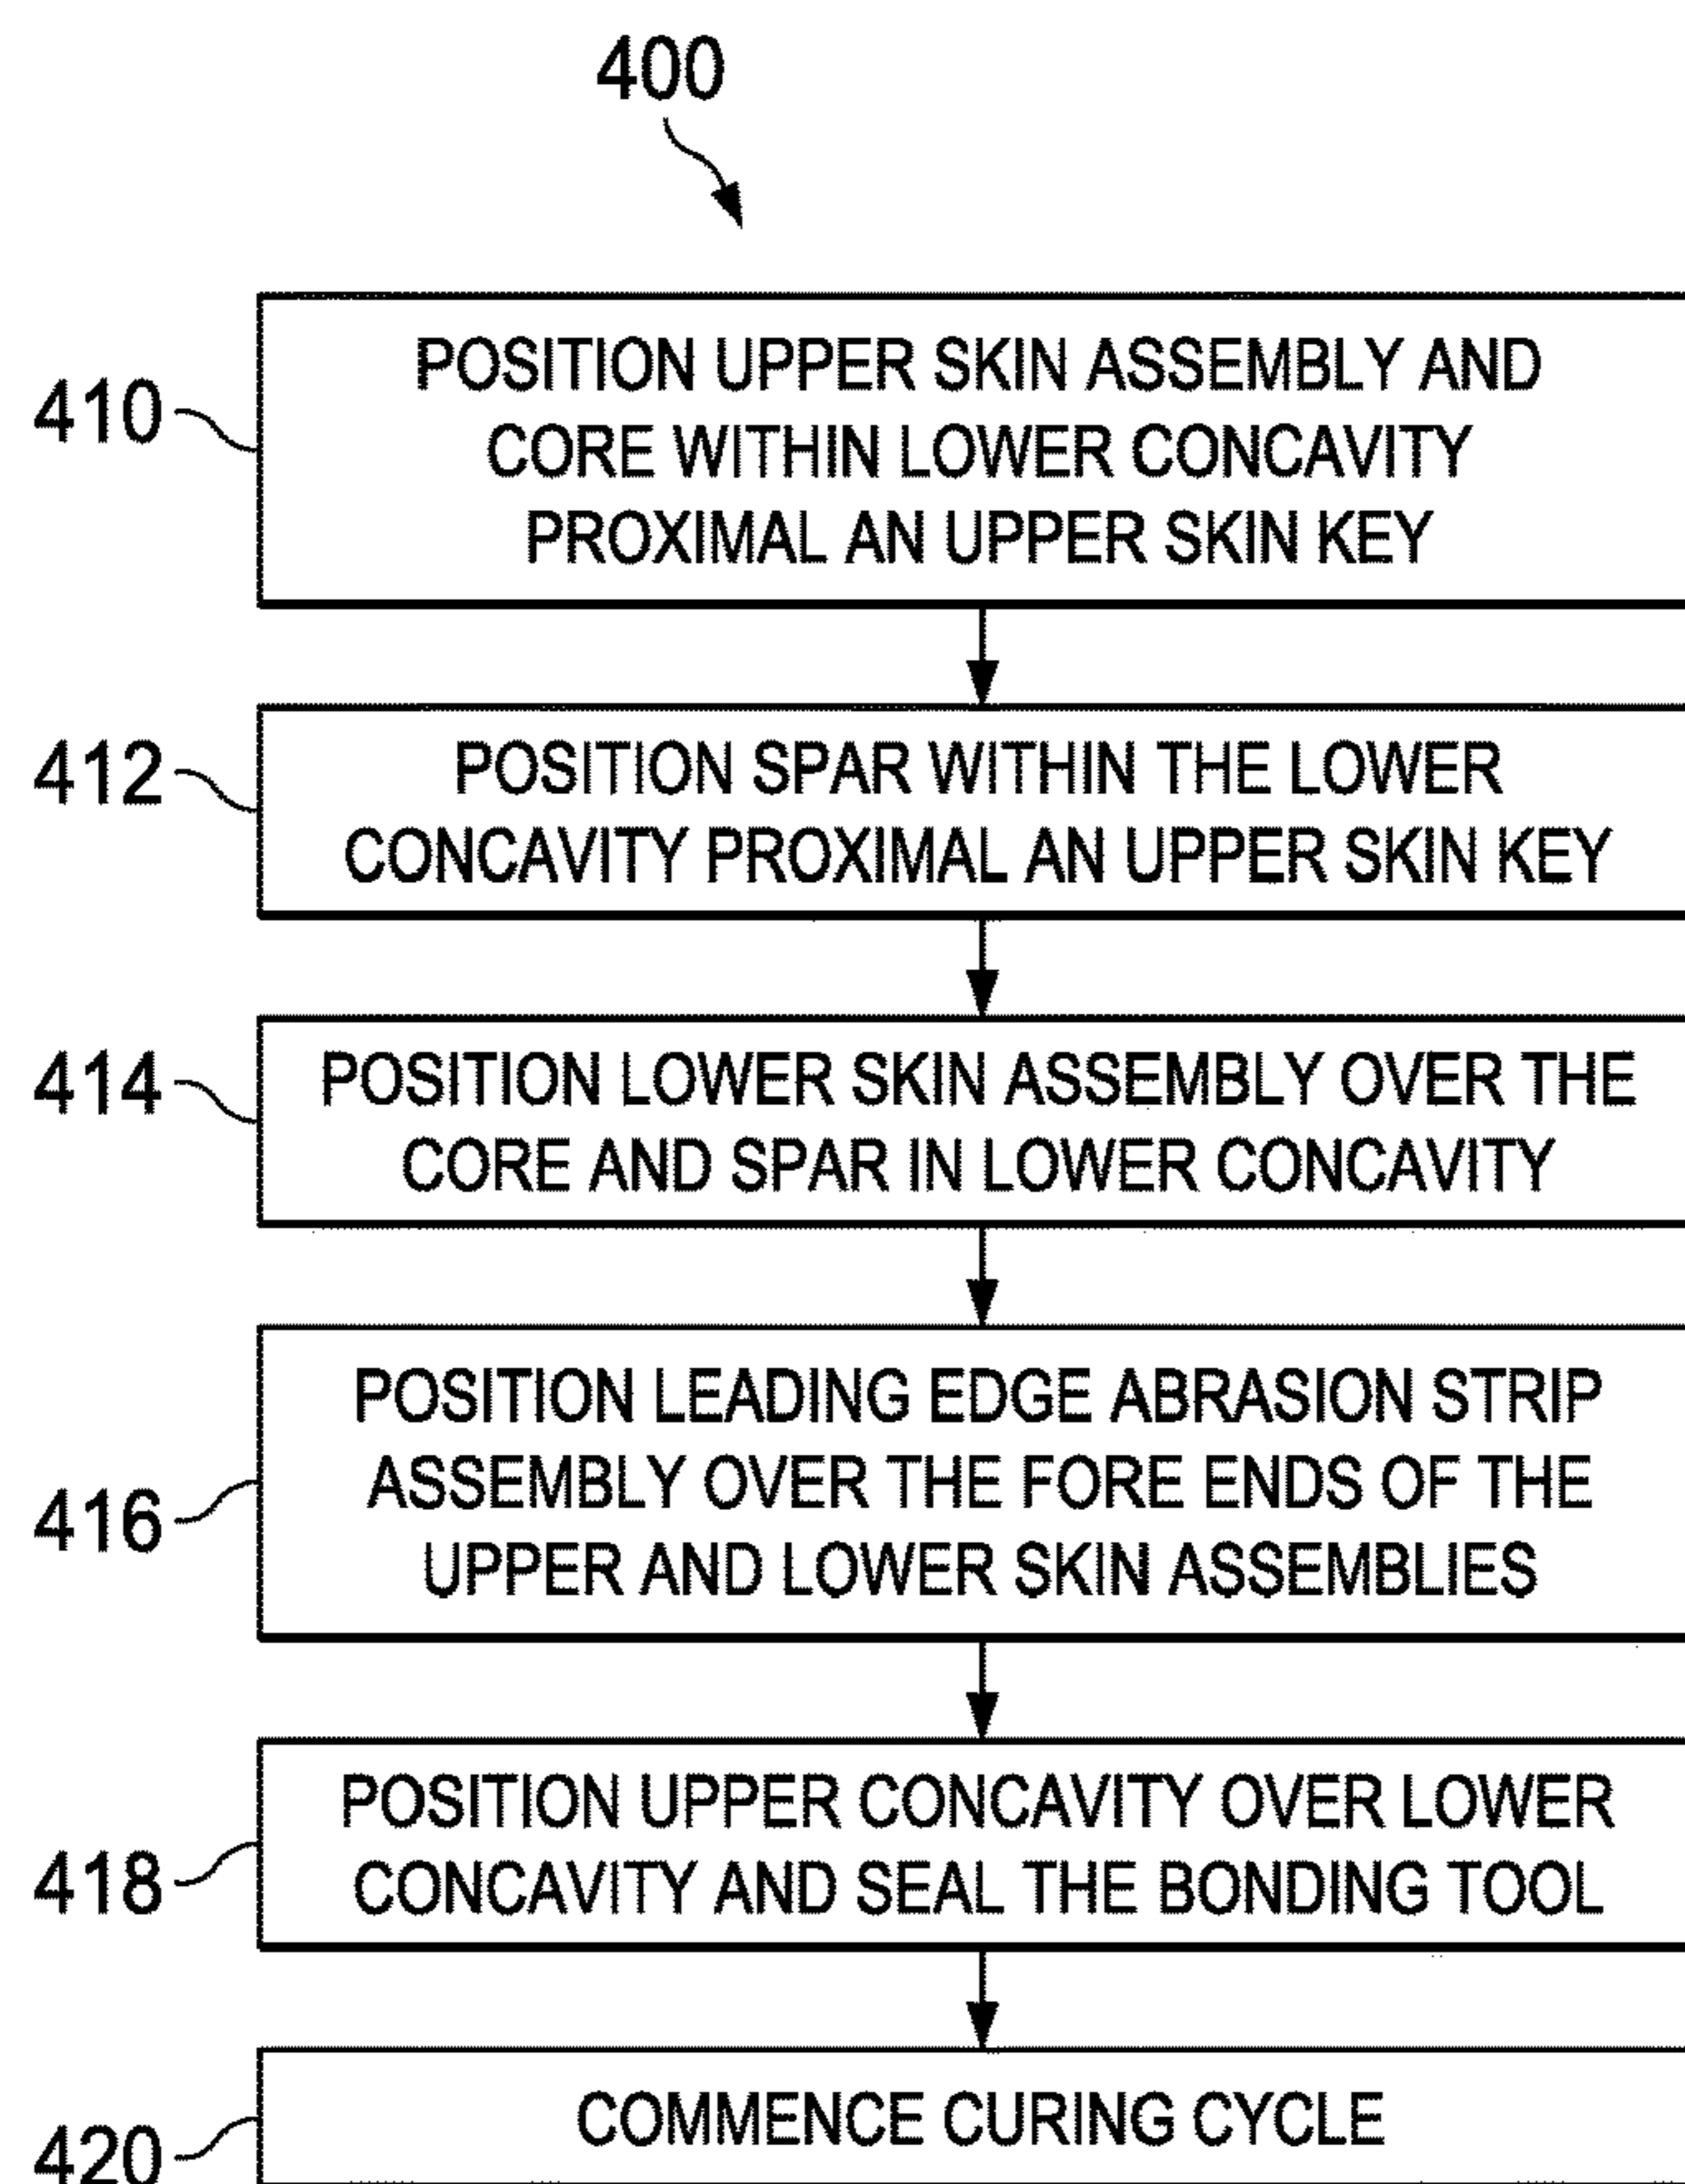 400
410
POSITION UPPER SKIN ASSEMBLY AND
CORE WITHIN LOWER CONCAVITY
PROXIMAL AN UPPER SKIN KEY
412
POSITION SPAR WITHIN THE LOWER
CONCAVITY PROXIMAL AN UPPER SKIN KEY
414
POSITION LOWER SKIN ASSEMBLY OVER THE
CORE AND SPAR IN LOWER CONCAVITY
416
POSITION LEADING EDGE ABRASION STRIP
ASSEMBLY OVER THE FORE ENDS OF THE
UPPER AND LOWER SKIN ASSEMBLIES
418
POSITION UPPER CONCAVITY OVER LOWER
CONCAVITY AND SEAL THE BONDING TOOL
420
COMMENCE CURING CYCLE